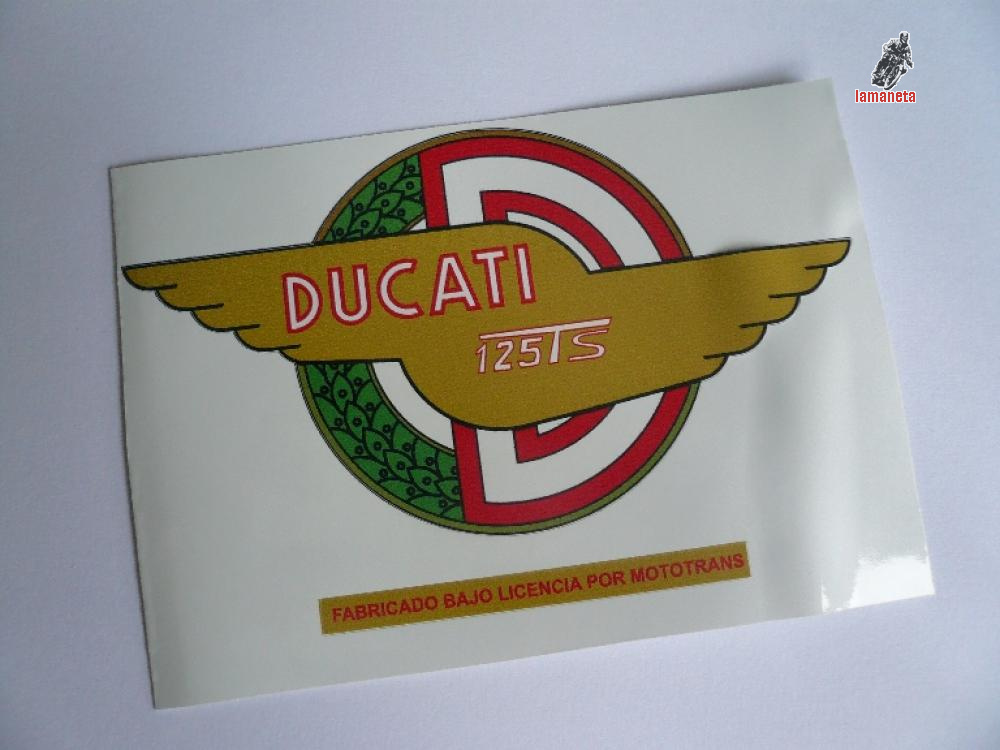 lamaneta
DUCATI
125TS
FABRICADO BAJO LICENCIA POR MOTOTRANS